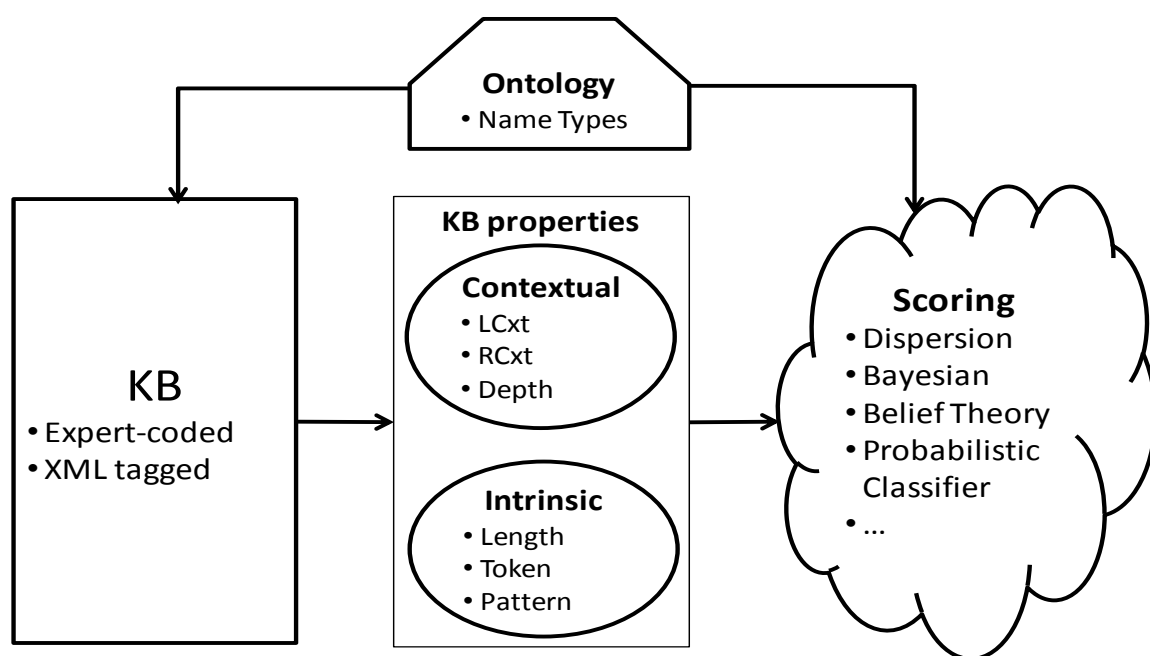 Ontology
• Name Types
KB
• Expert-coded
• XML tagged
KB properties
Contextual
• LCxt
• RCxt
• Depth
Intrinsic
• Length
• Token
• Pattern
Scoring
• Dispersion
• Bayesian
• Belief Theory
• Probabilistic
Classifier
• ...